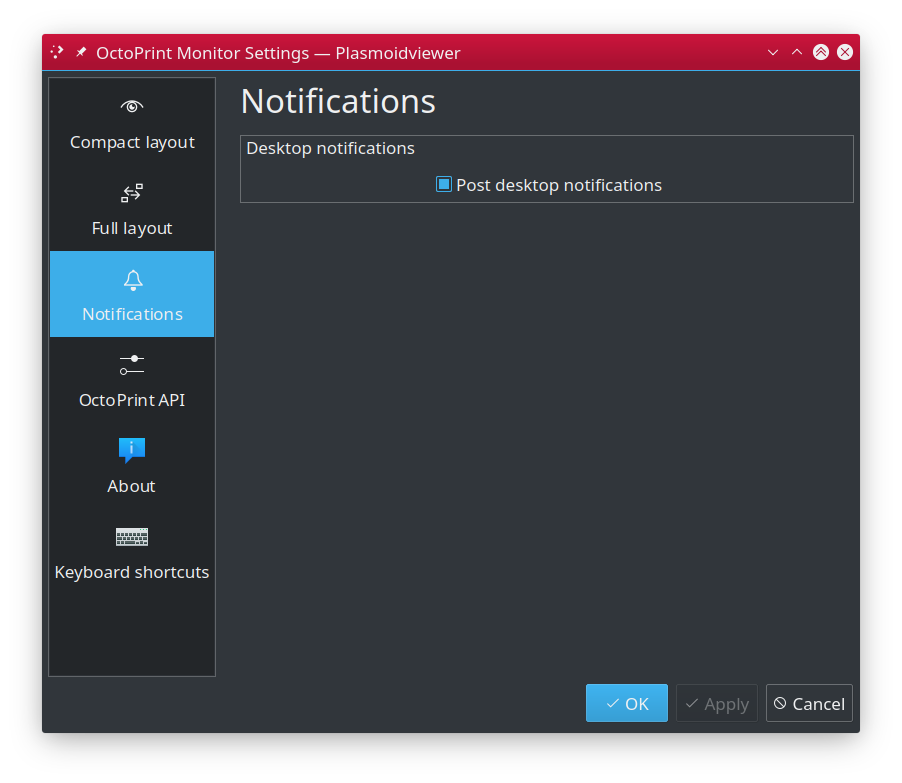 OctoPrint Monitor Settings — Plasmoidviewer
Compact layout
Full layout
Notifications
OctoPrint API
About
Keyboard shortcuts
Notifications
Desktop notifications
Post desktop notifications
OK
Apply
Cancel